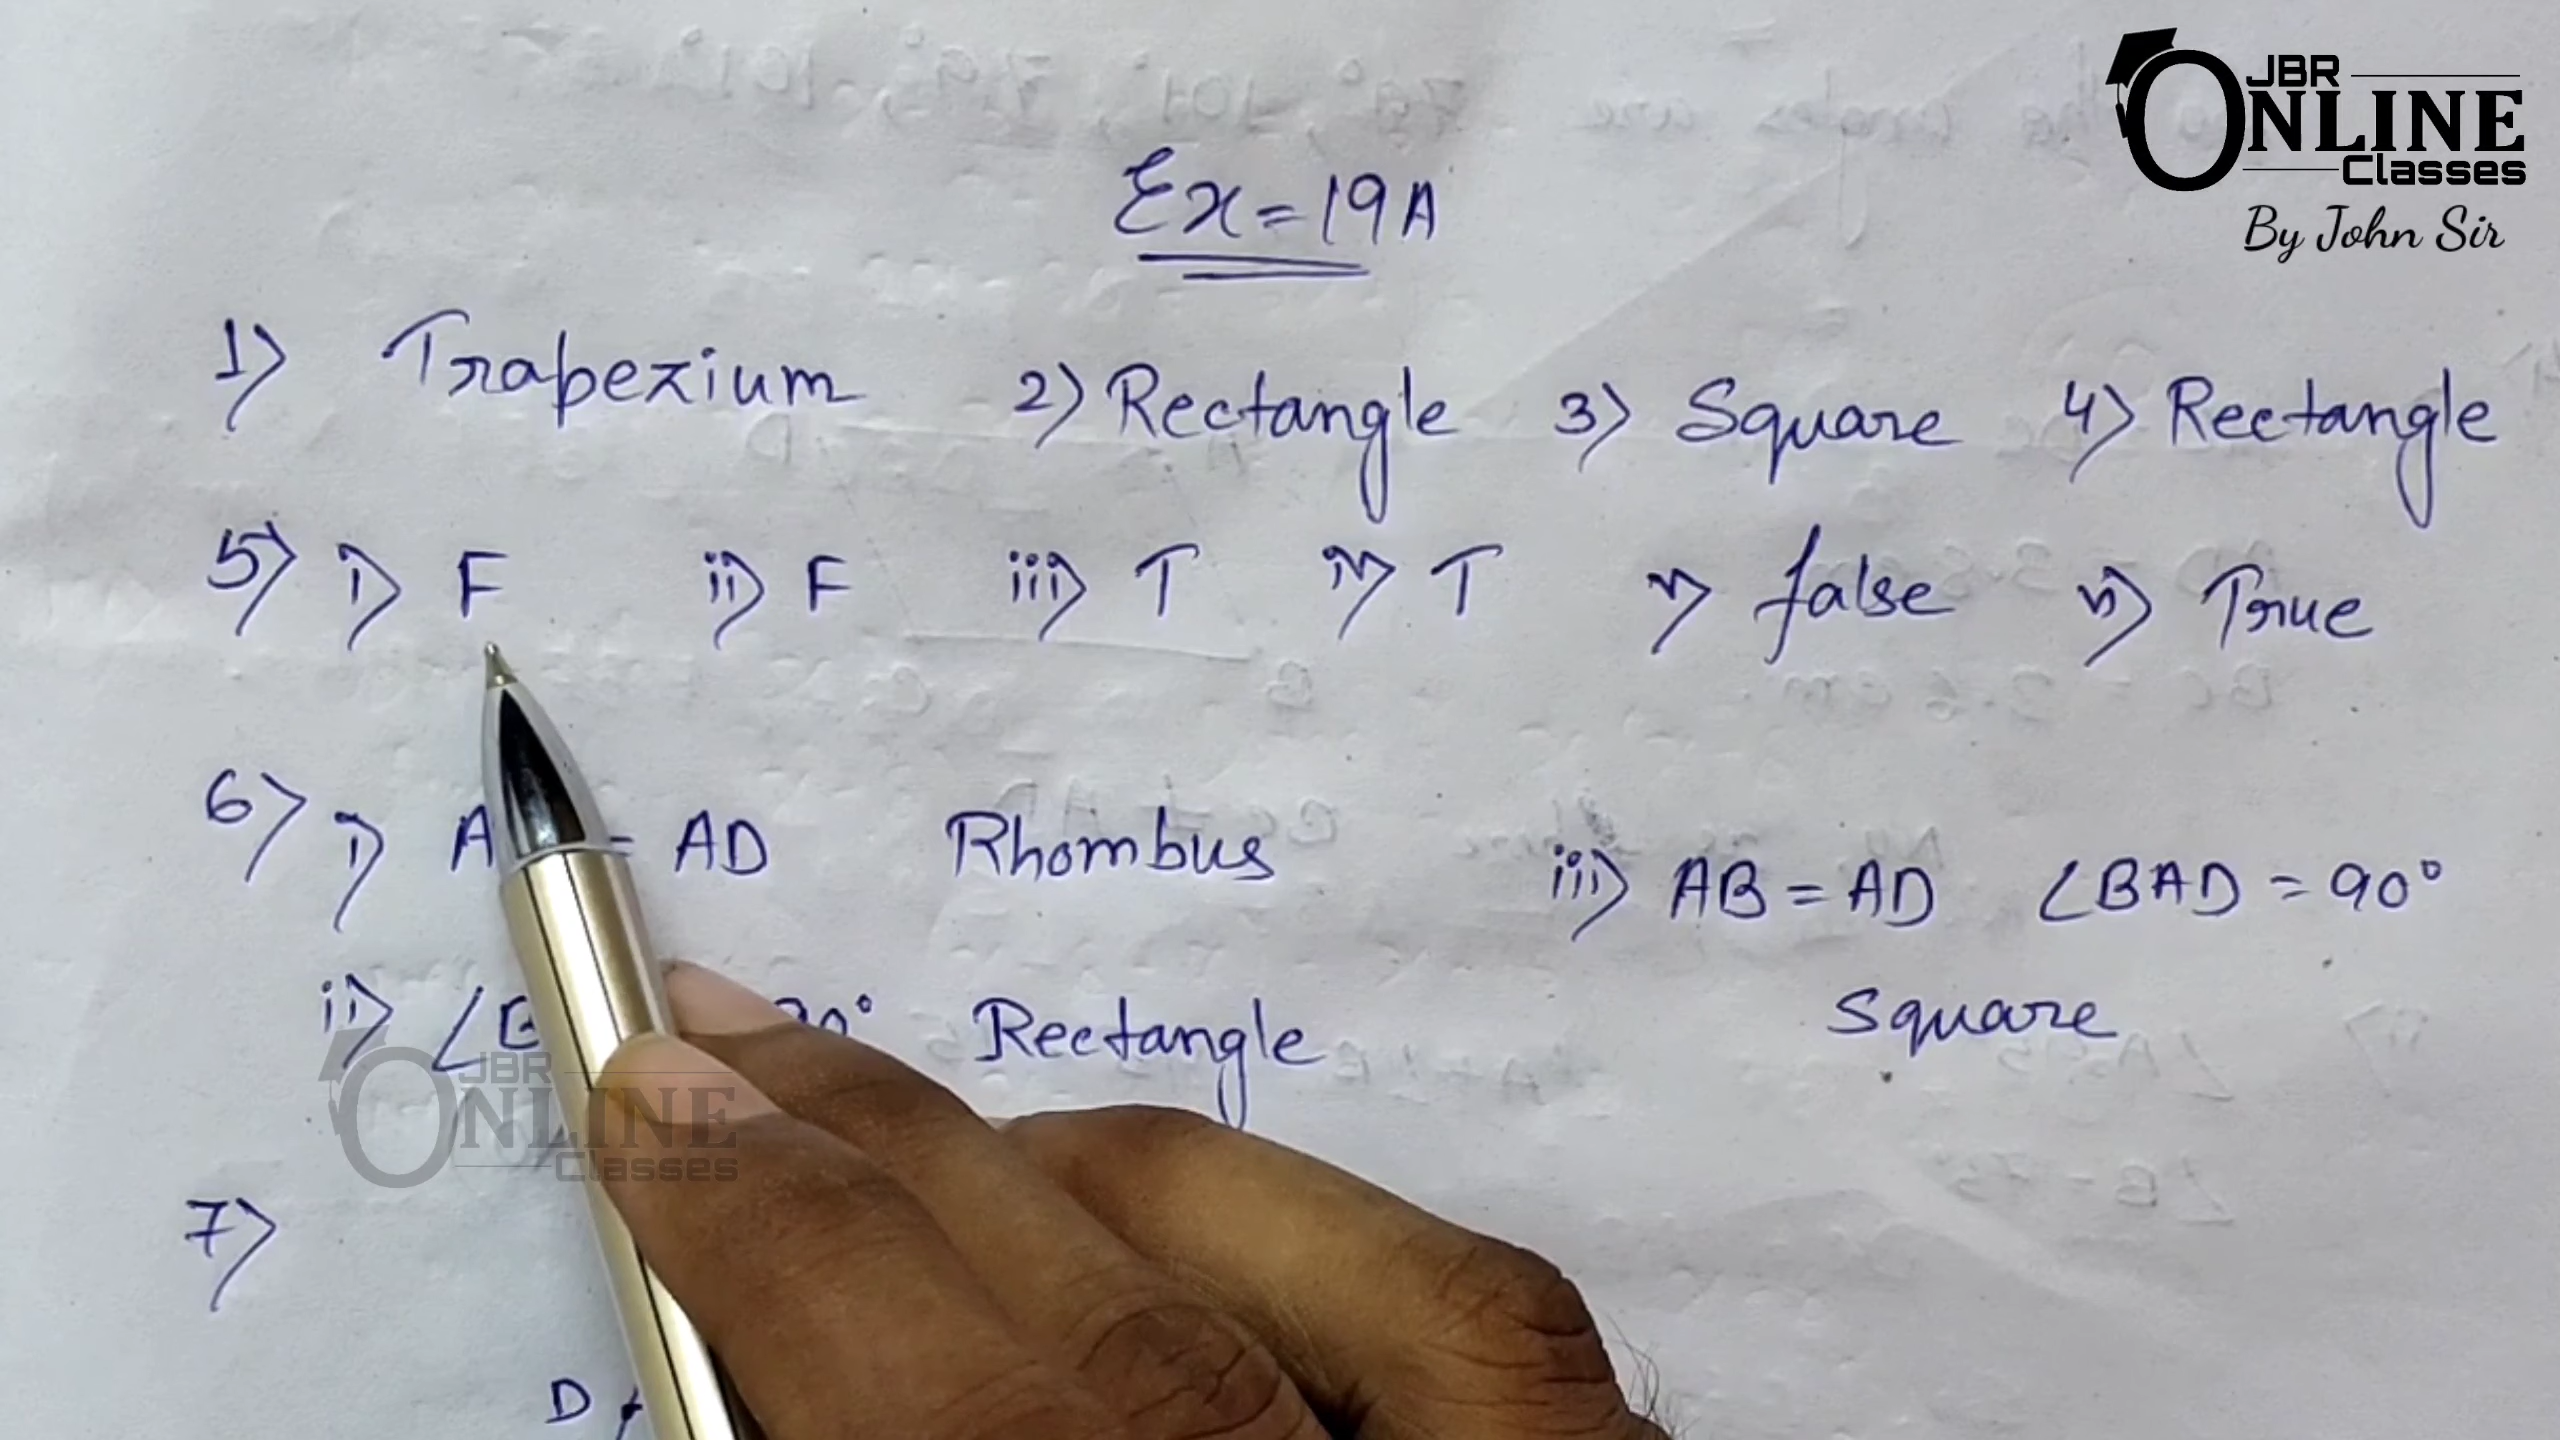 JBR
ONLINE
Classes
By John Sir
Ex = 19A
1) Trapezium 2) Rectangle 3) Square 4) Rectangle
5) i) F ii) F iii) T iv) T v) false vi) True
6) i) A = AD Rhombus iii) AB = AD ∠BAD = 90°
ii) ∠B 90° Rectangle Square
JBR
ONLINE
Classes
7)
D